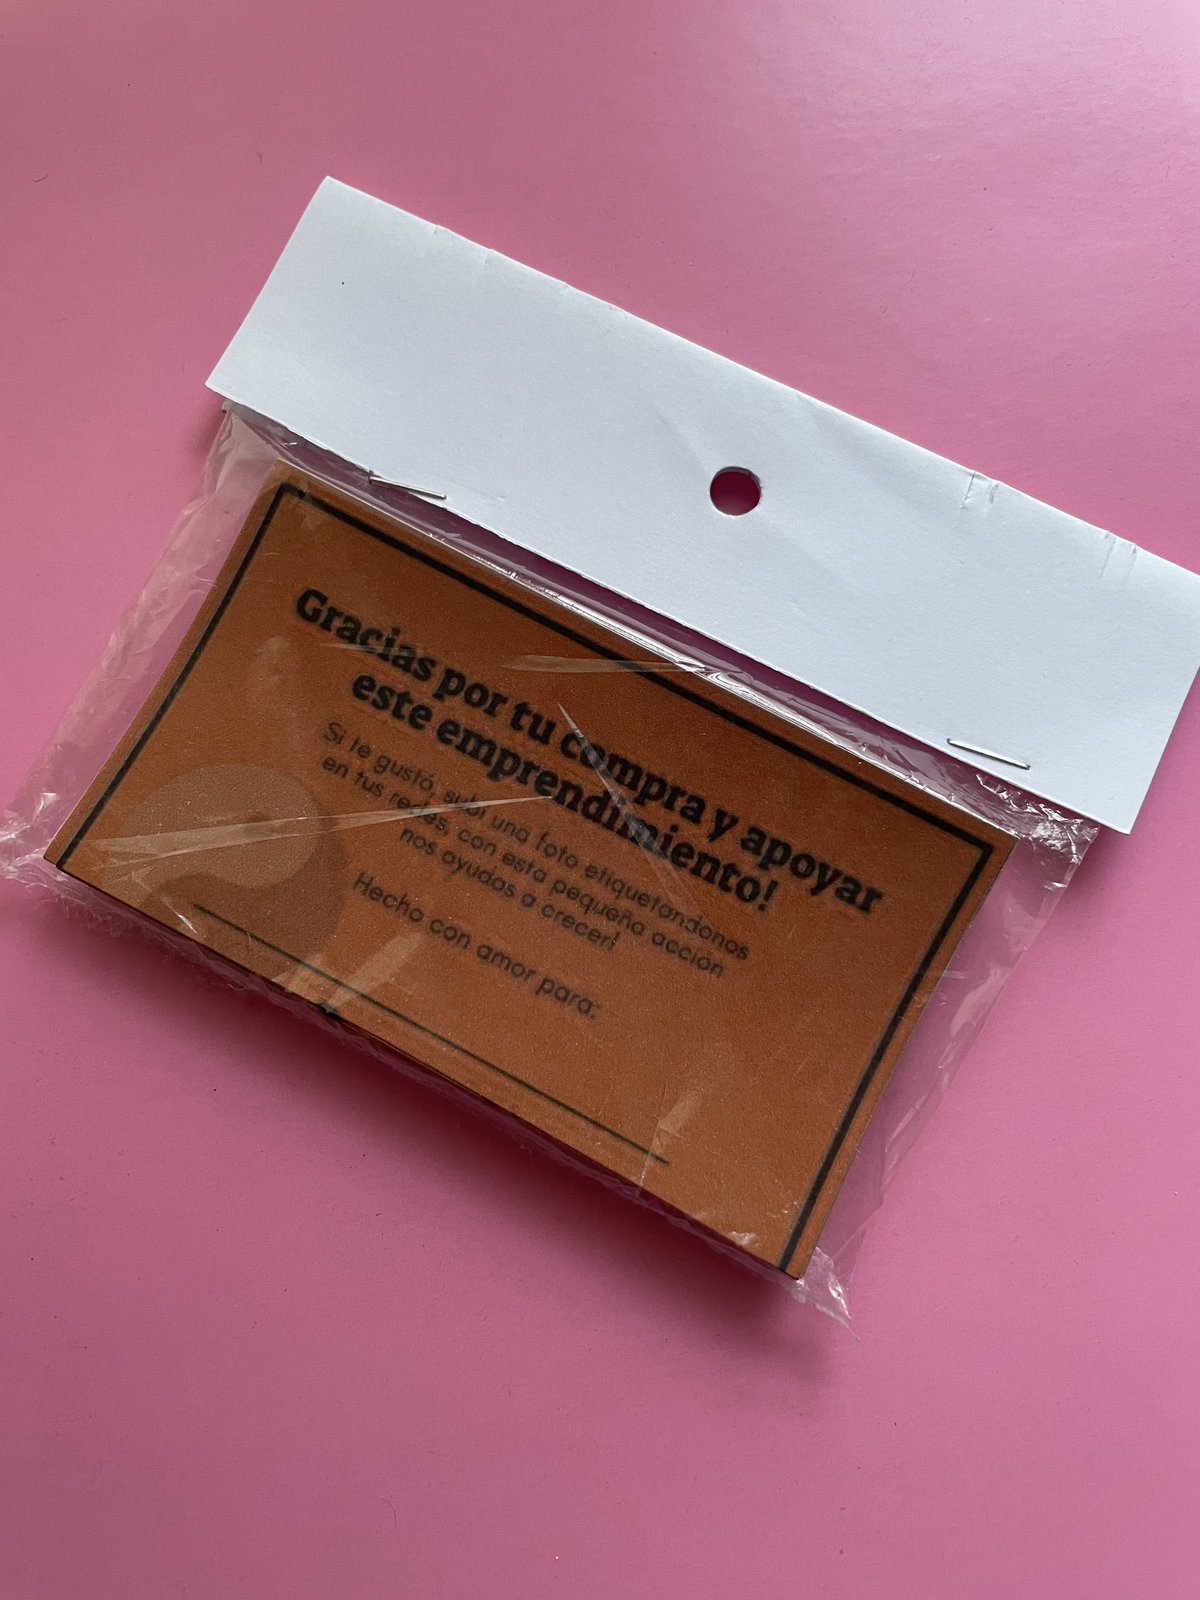 Gracias por tu compra y apoyar
este emprendimiento!
Si te gustó, subí una foto etiquetandonos
en tus redes, con esta pequeña acción
nos ayudas a crecer!
Hecho con amor para: